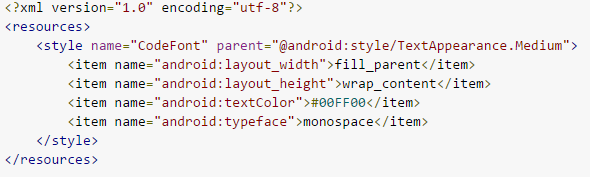 <?xml version="1.0" encoding="utf-8"?>
<resources>
    <style name="CodeFont" parent="@android:style/TextAppearance.Medium">
        <item name="android:layout_width">fill_parent</item>
        <item name="android:layout_height">wrap_content</item>
        <item name="android:textColor">#00FF00</item>
        <item name="android:typeface">monospace</item>
    </style>
</resources>